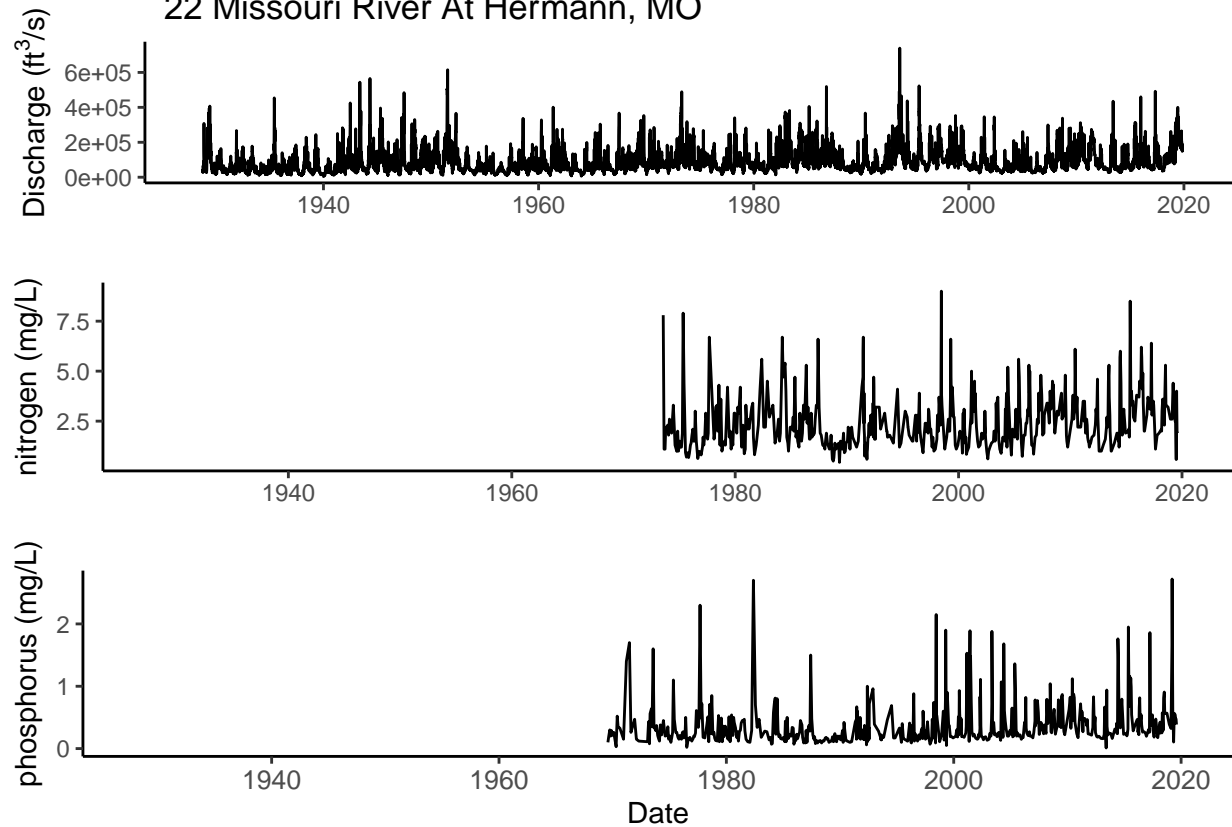 22 Missouri River At Hermann, MO
Discharge (ft³/s)
6e+05
4e+05
2e+05
0e+00
1940 1960 1980 2000 2020
nitrogen (mg/L)
7.5
5.0
2.5
1940 1960 1980 2000 2020
phosphorus (mg/L)
2
1
0
1940 1960 1980 2000 2020
Date